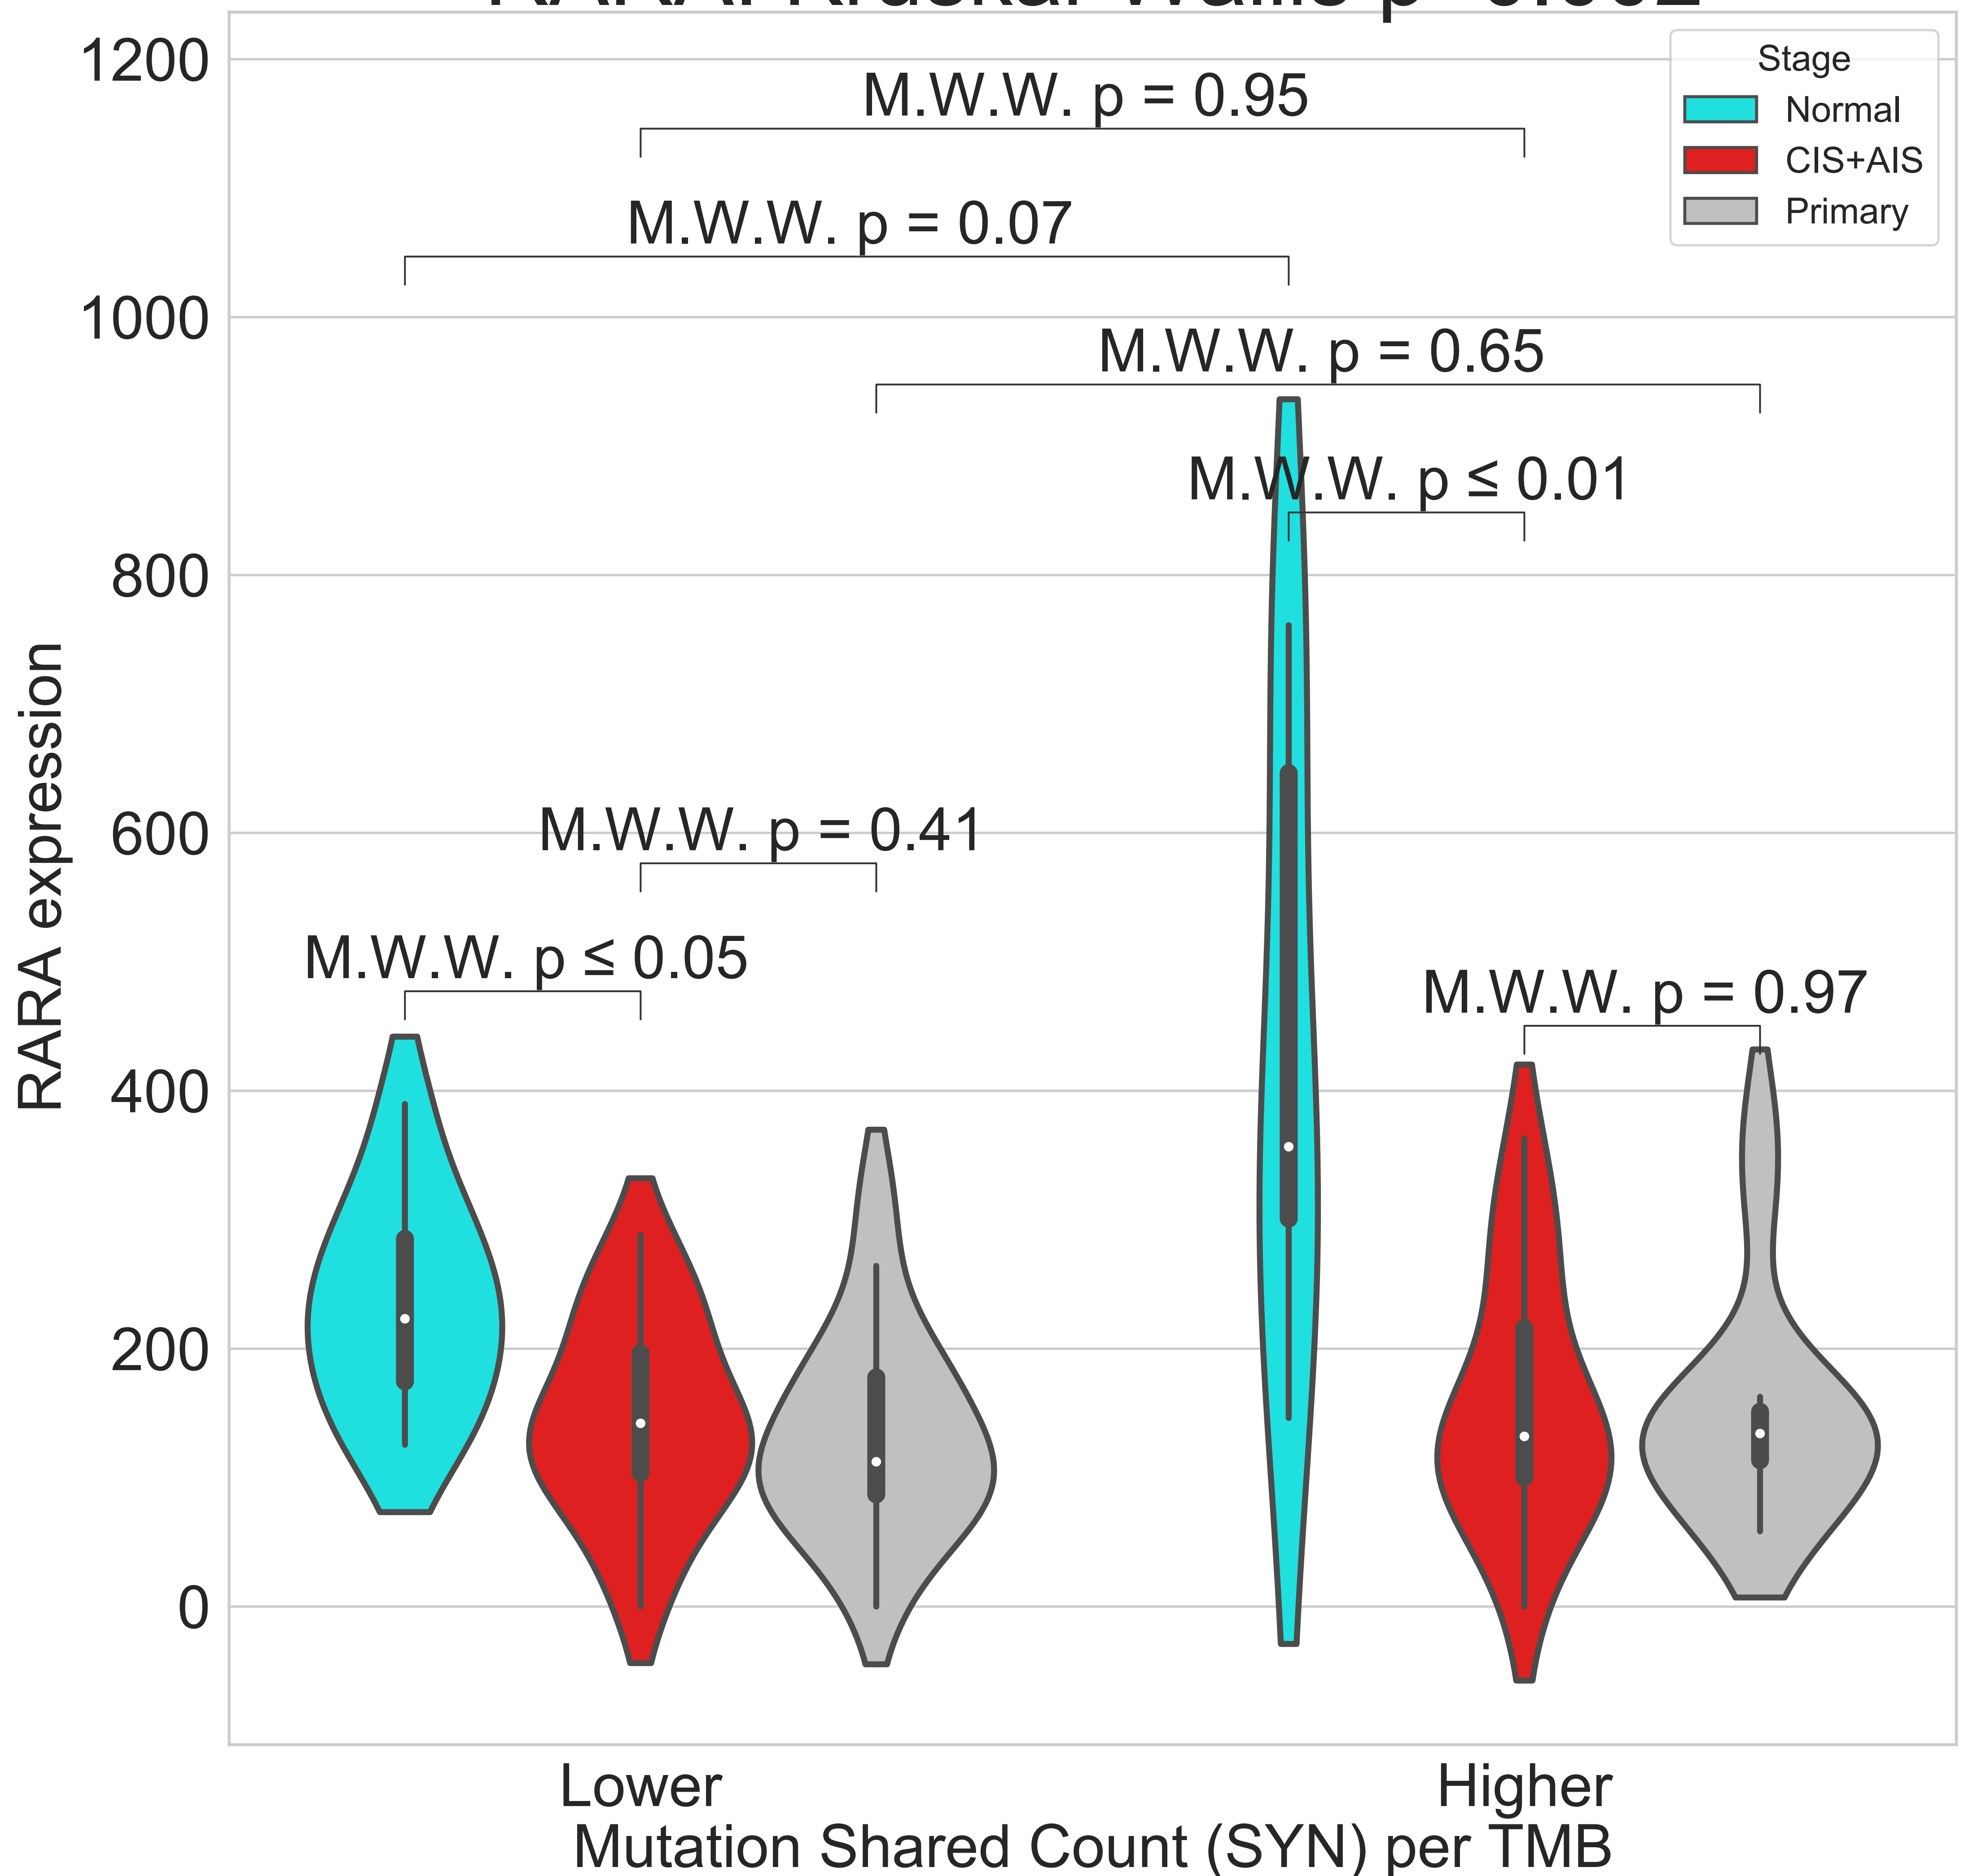 1200
1000
800
600
400
200
0
RARA expression
Stage
Normal
CIS+AIS
Primary
M.W.W. p = 0.95
M.W.W. p = 0.07
M.W.W. p = 0.65
M.W.W. p ≤ 0.01
M.W.W. p = 0.41
M.W.W. p ≤ 0.05
M.W.W. p = 0.97
Lower
Higher
Mutation Shared Count (SYN) per TMB